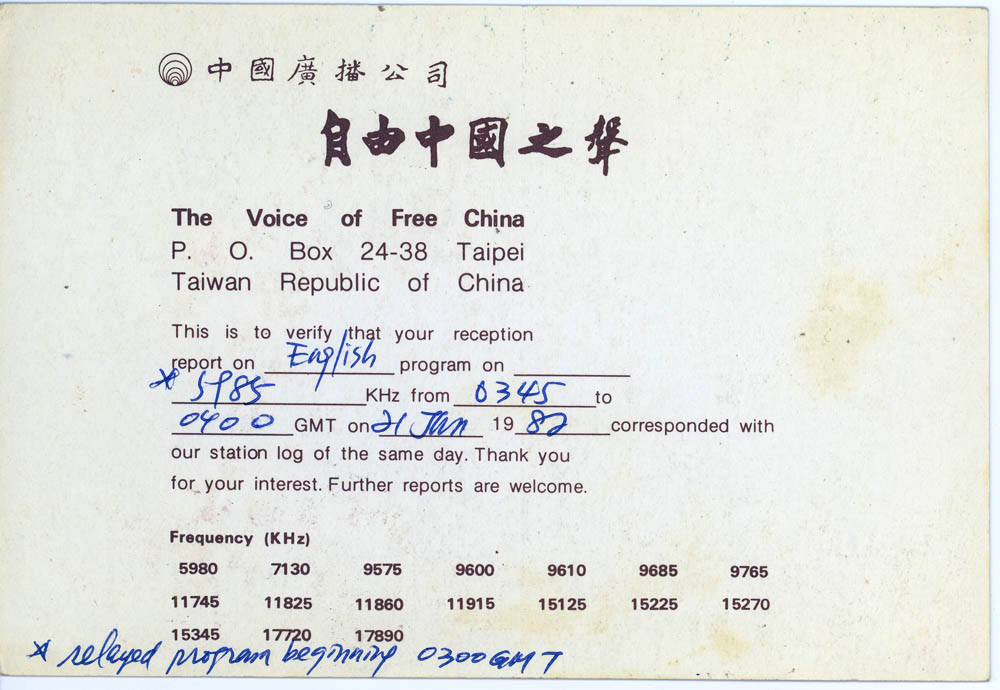 中國廣播公司
自由中國之聲
The Voice of Free China
P. O. Box 24-38 Taipei
Taiwan Republic of China
This is to verify that your reception
report on English program on
* 5985 KHz from 0345 to
0400 GMT on 21 Jan 19 82 corresponded with
our station log of the same day. Thank you
for your interest. Further reports are welcome.
Frequency (KHz)
5980 7130 9575 9600 9610 9685 9765
11745 11825 11860 11915 15125 15225 15270
15345 17720 17890
* relayed program beginning 0300 GMT